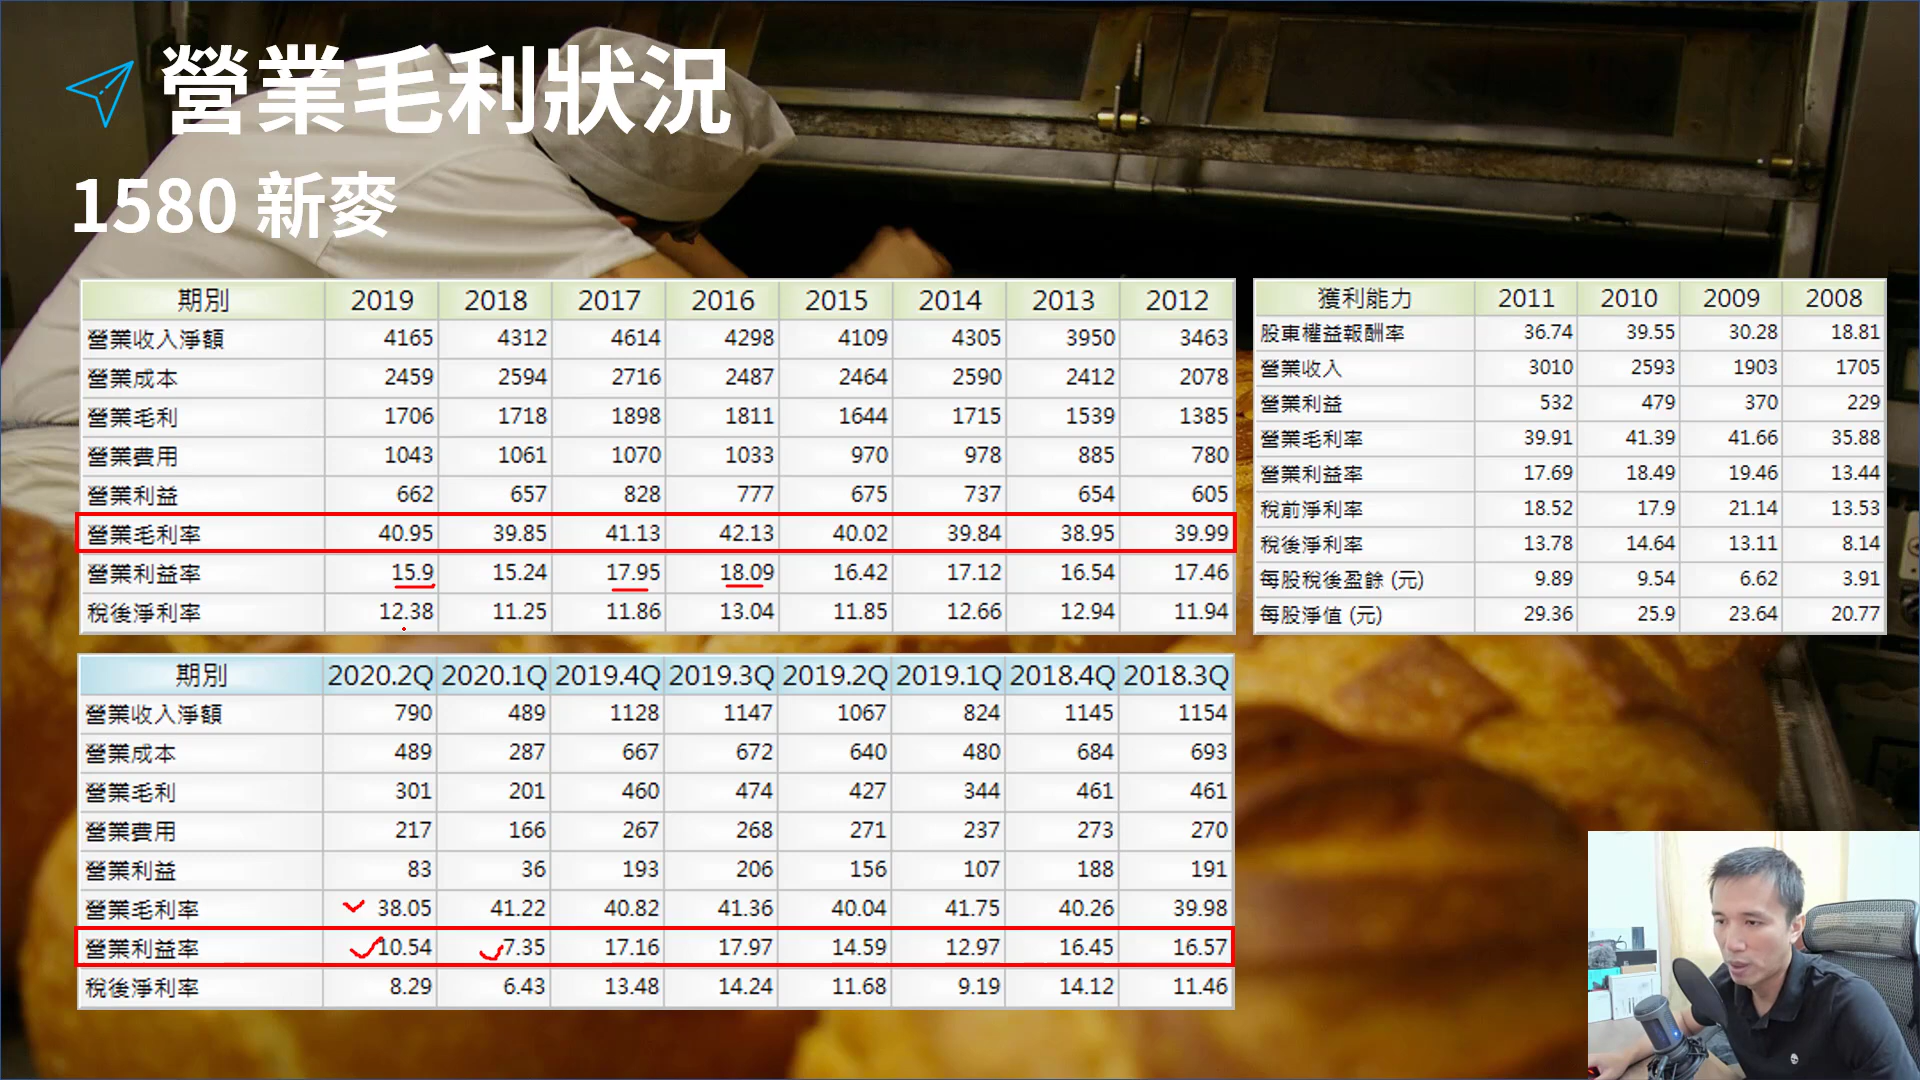 營業毛利狀況
1580 新麥
期別 2019 2018 2017 2016 2015 2014 2013 2012
營業收入淨額 4165 4312 4614 4298 4109 4305 3950 3463
營業成本 2459 2594 2716 2487 2464 2590 2412 2078
營業毛利 1706 1718 1898 1811 1644 1715 1539 1385
營業費用 1043 1061 1070 1033 970 978 885 780
營業利益 662 657 828 777 675 737 654 605
營業毛利率 40.95 39.85 41.13 42.13 40.02 39.84 38.95 39.99
營業利益率 15.9 15.24 17.95 18.09 16.42 17.12 16.54 17.46
稅後淨利率 12.38 11.25 11.86 13.04 11.85 12.66 12.94 11.94
獲利能力 2011 2010 2009 2008
股東權益報酬率 36.74 39.55 30.28 18.81
營業收入 3010 2593 1903 1705
營業利益 532 479 370 229
營業毛利率 39.91 41.39 41.66 35.88
營業利益率 17.69 18.49 19.46 13.44
稅前淨利率 18.52 17.9 21.14 13.53
稅後淨利率 13.78 14.64 13.11 8.14
每股稅後盈餘 (元) 9.89 9.54 6.62 3.91
每股淨值 (元) 29.36 25.9 23.64 20.77
期別 2020.2Q 2020.1Q 2019.4Q 2019.3Q 2019.2Q 2019.1Q 2018.4Q 2018.3Q
營業收入淨額 790 489 1128 1147 1067 824 1145 1154
營業成本 489 287 667 672 640 480 684 693
營業毛利 301 201 460 474 427 344 461 461
營業費用 217 166 267 268 271 237 273 270
營業利益 83 36 193 206 156 107 188 191
營業毛利率 38.05 41.22 40.82 41.36 40.04 41.75 40.26 39.98
營業利益率 10.54 7.35 17.16 17.97 14.59 12.97 16.45 16.57
稅後淨利率 8.29 6.43 13.48 14.24 11.68 9.19 14.12 11.46